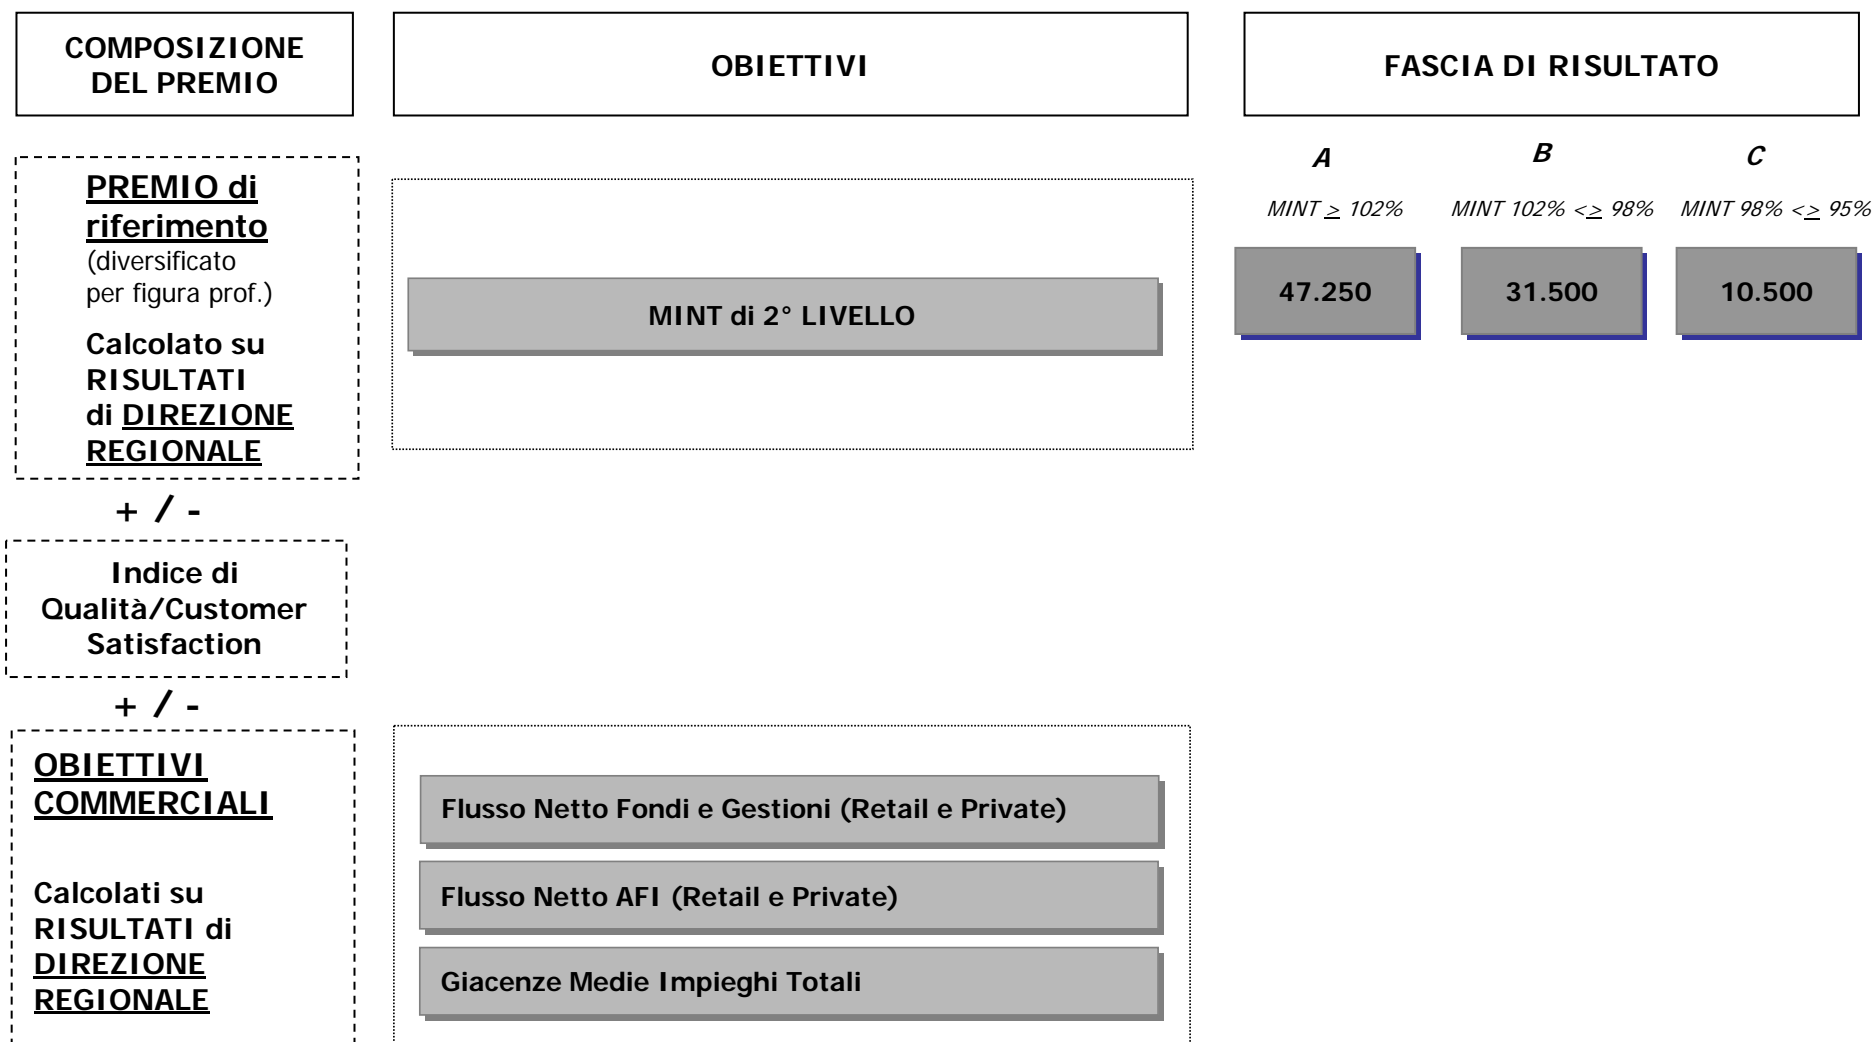 COMPOSIZIONE
DEL PREMIO
OBIETTIVI
FASCIA DI RISULTATO
PREMIO di
riferimento
(diversificato
per figura prof.)
Calcolato su
RISULTATI
di DIREZIONE
REGIONALE
MINT di 2° LIVELLO
A
B
C
MINT ≥ 102%
MINT 102% <≥ 98%
MINT 98% <≥ 95%
47.250
31.500
10.500
+ / -
Indice di
Qualità/Customer
Satisfaction
+ / -
OBIETTIVI
COMMERCIALI
Calcolati su
RISULTATI di
DIREZIONE
REGIONALE
Flusso Netto Fondi e Gestioni (Retail e Private)
Flusso Netto AFI (Retail e Private)
Giacenze Medie Impieghi Totali